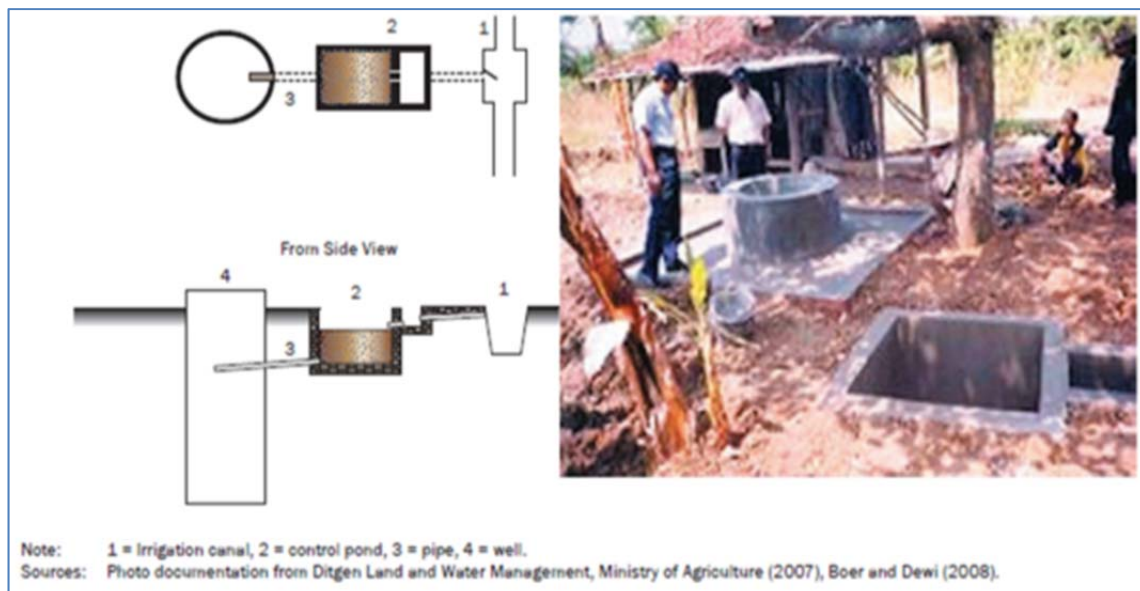 1
2
3
From Side View
4
2
1
3
Note: 1 = Irrigation canal, 2 = control pond, 3 = pipe, 4 = well.
Sources: Photo documentation from Ditgen Land and Water Management, Ministry of Agriculture (2007), Boer and Dewi (2008).